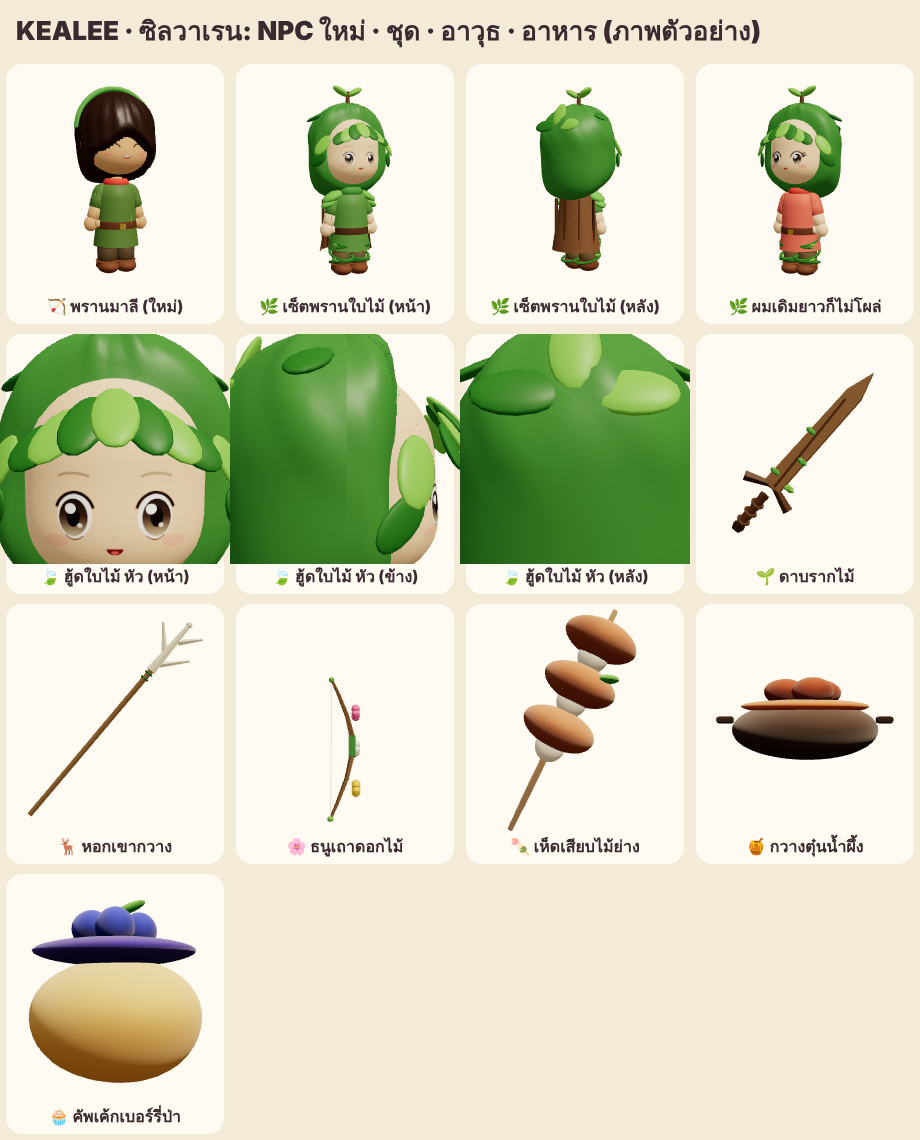 KEALEE · ซิลวาเรน: NPC ใหม่ · ชุด · อาวุธ · อาหาร (ภาพตัวอย่าง)
🏹 พรานมาลี (ใหม่)
🌿 เซ็ตพรานใบไม้ (หน้า)
🌿 เซ็ตพรานใบไม้ (หลัง)
🌿 ผมเดิมยาวก็ไม่โผล่
🍃 ฮู้ดใบไม้ หัว (หน้า)
🍃 ฮู้ดใบไม้ หัว (ข้าง)
🍃 ฮู้ดใบไม้ หัว (หลัง)
🌱 ดาบรากไม้
🦌 หอกเขากวาง
🌸 ธนูเถาดอกไม้
🍡 เห็ดเสียบไม้ย่าง
🍯 กวางตุ๋นน้ำผึ้ง
🧁 คัพเค้กเบอร์รี่ป่า